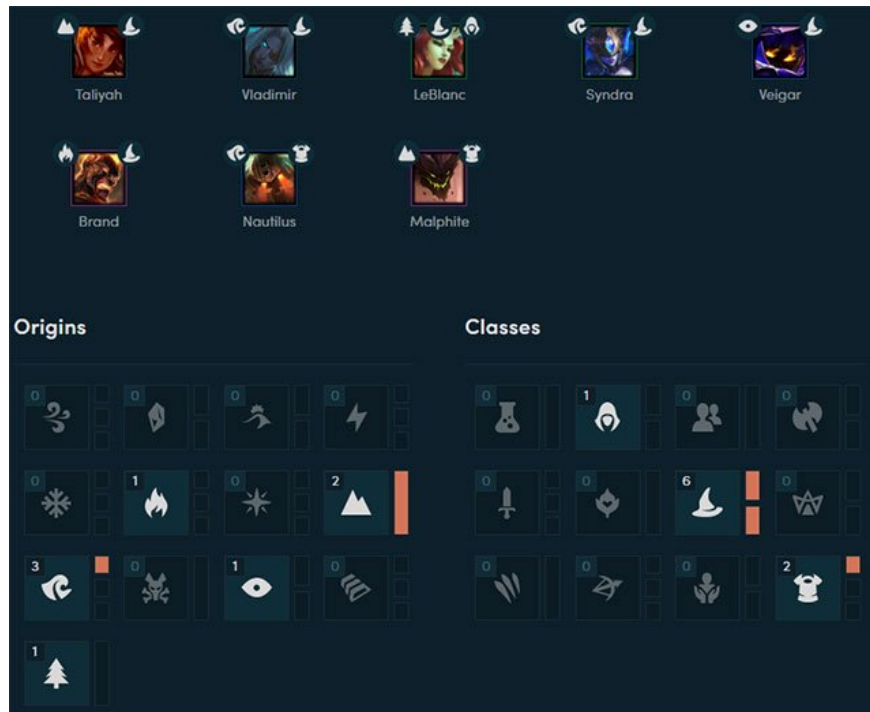 Taliyah Vladimir LeBlanc Syndra Veigar
Brand Nautilus Malphite
Origins Classes
0 0 0 0 0 1 0 0
0 1 0 2 0 0 6 0
3 0 1 0 0 0 0 2
1